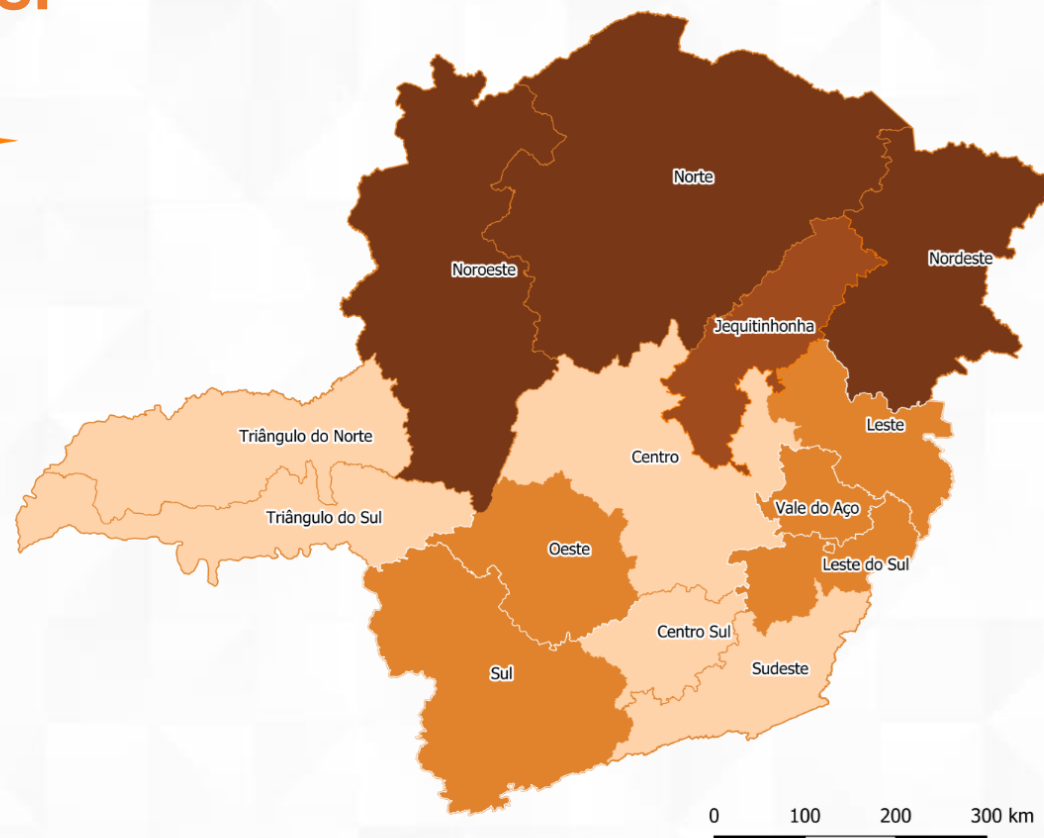 Norte
Nordeste
Noroeste
Jequitinhonha
Leste
Triângulo do Norte
Centro
Vale do Aço
Triângulo do Sul
Oeste
Leste do Sul
Centro Sul
Sudeste
Sul
0 100 200 300 km